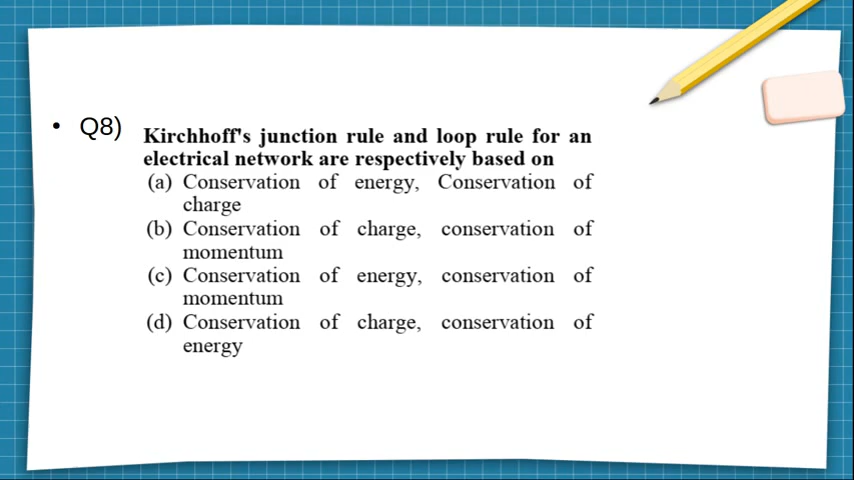 • Q8)
Kirchhoff's junction rule and loop rule for an
electrical network are respectively based on
(a) Conservation of energy, Conservation of
charge
(b) Conservation of charge, conservation of
momentum
(c) Conservation of energy, conservation of
momentum
(d) Conservation of charge, conservation of
energy